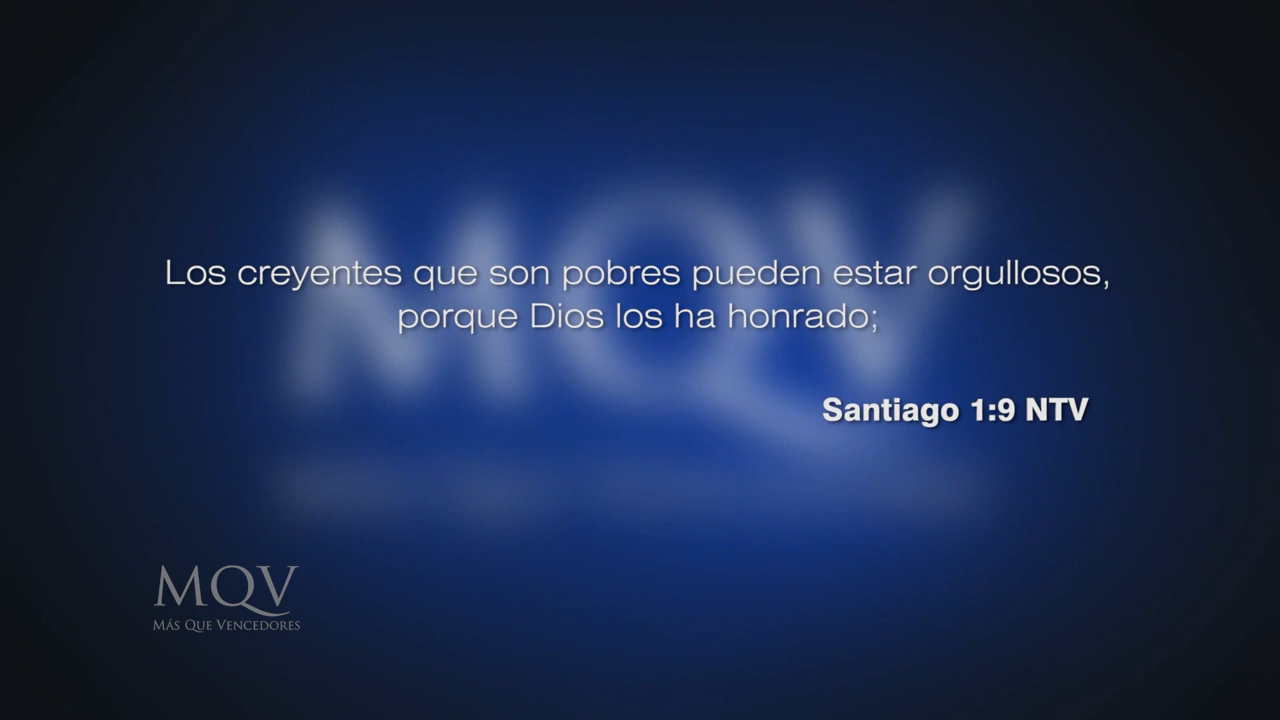 Los creyentes que son pobres pueden estar orgullosos,
porque Dios los ha honrado;
Santiago 1:9 NTV
MQV
MÁS QUE VENCEDORES